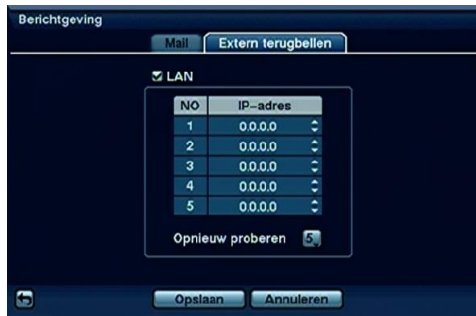 Berichtgeving
Mail Extern terugbellen
LAN
NO IP-adres
1 0.0.0.0
2 0.0.0.0
3 0.0.0.0
4 0.0.0.0
5 0.0.0.0
Opnieuw proberen 5
Opslaan Annuleren